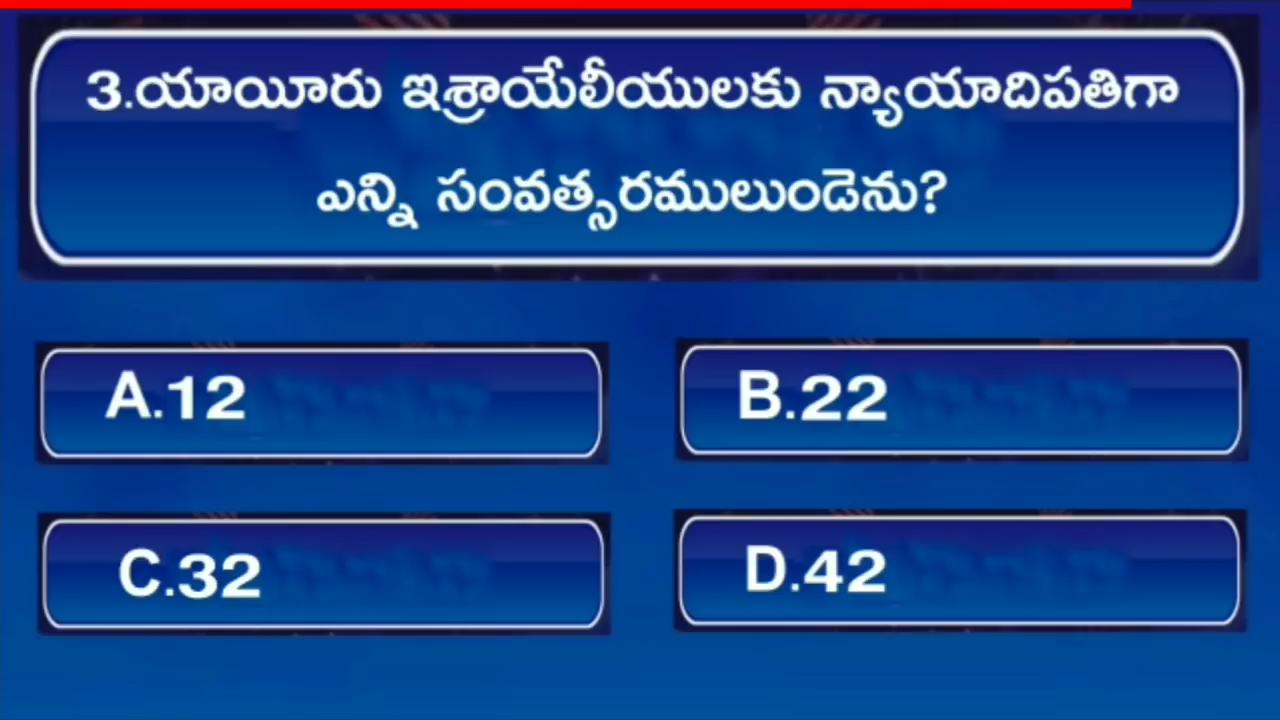 3.యాయీరు ఇశ్రాయేలీయులకు న్యాయాదిపతిగా
ఎన్ని సంవత్సరములుండెను?
A.12
B.22
C.32
D.42